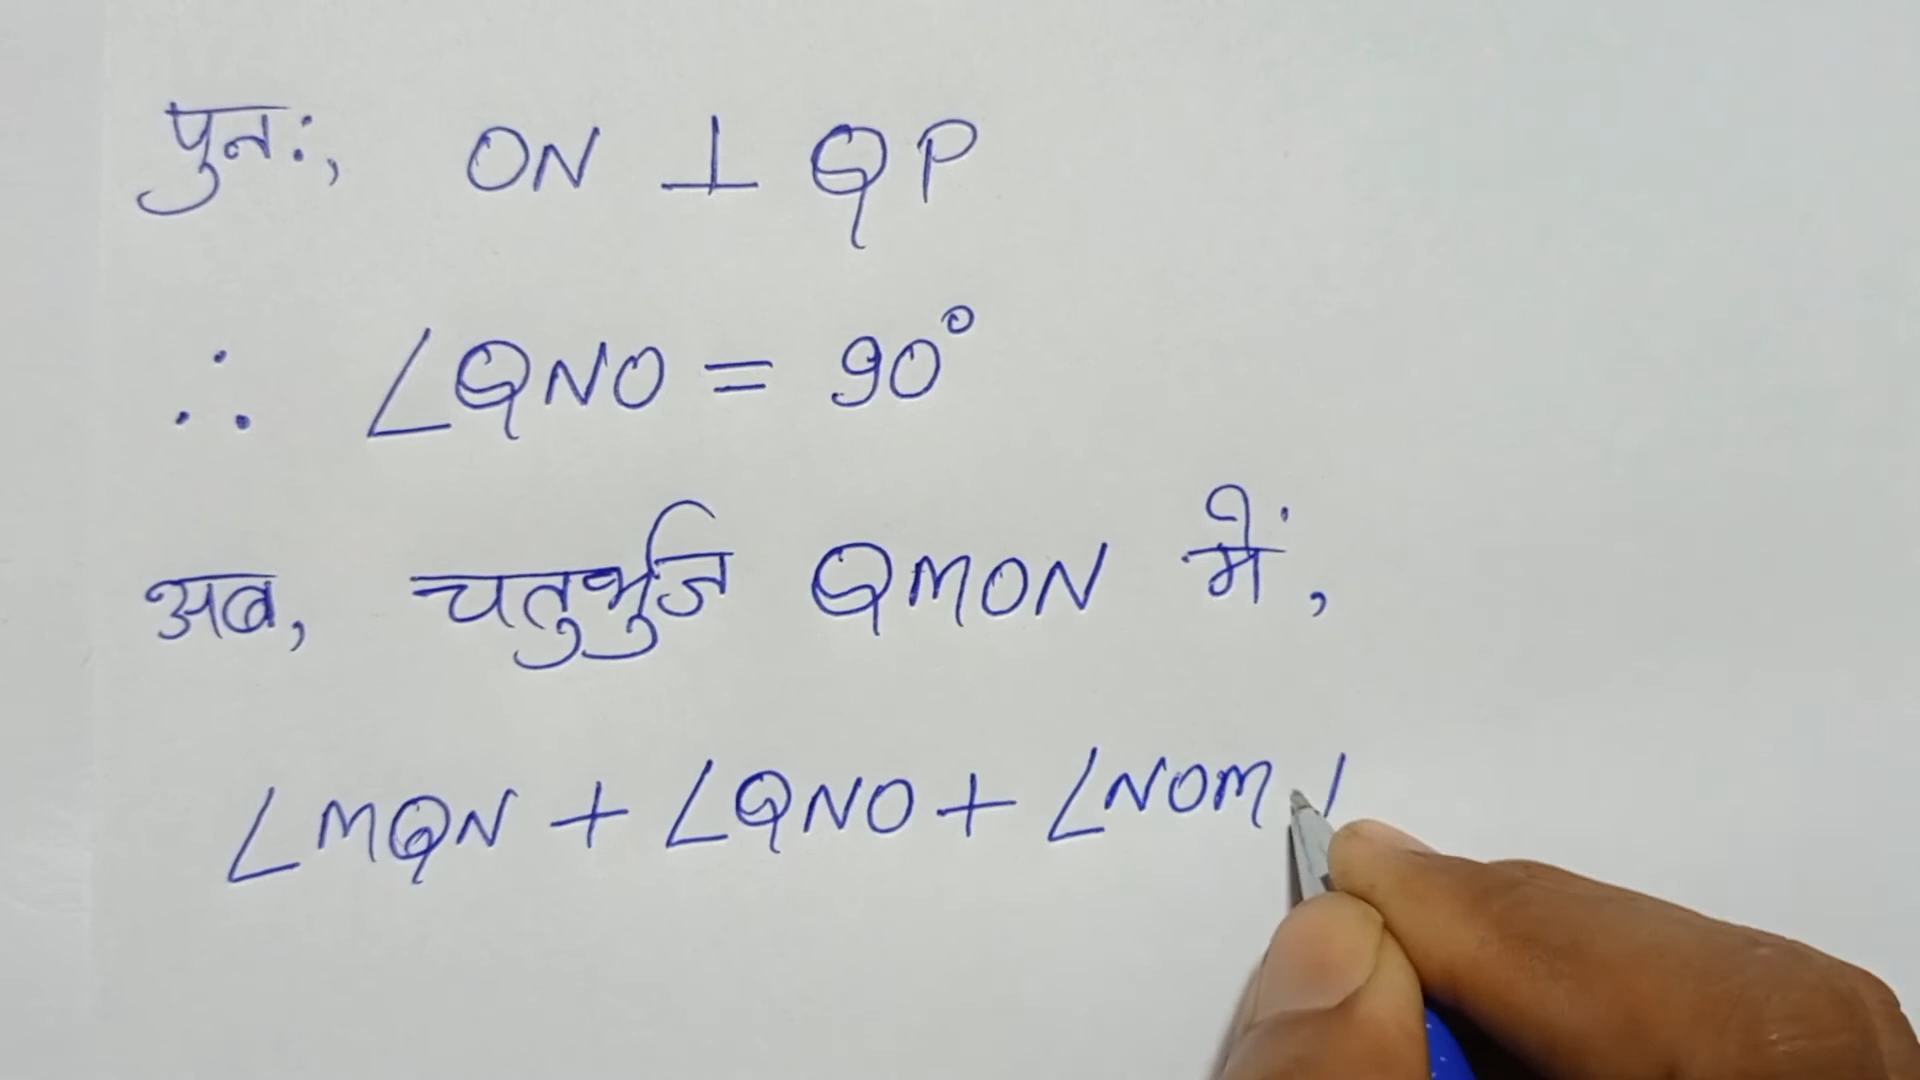 पुनः, ON ⊥ QP
∴ ∠QNO = 90°
अब, चतुर्भुज QMON में,
∠MQN + ∠QNO + ∠NOM